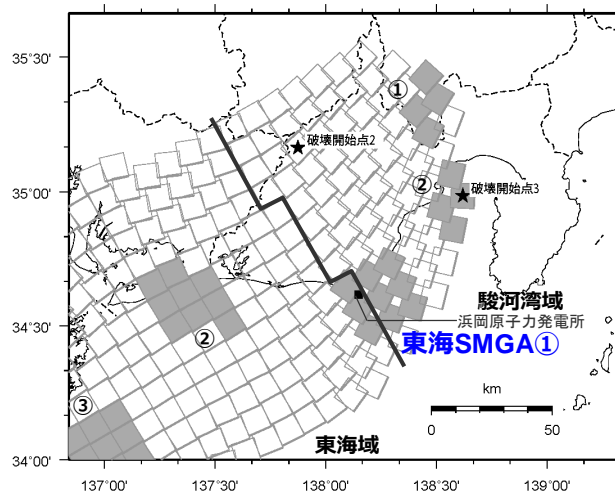 35°30'
①
破壊開始点2
35°00'
②
破壊開始点3
駿河湾域
浜岡原子力発電所
34°30'
②
東海SMGA①
③
km
0
50
東海域
34°00'
137°00'
137°30'
138°00'
138°30'
139°00'